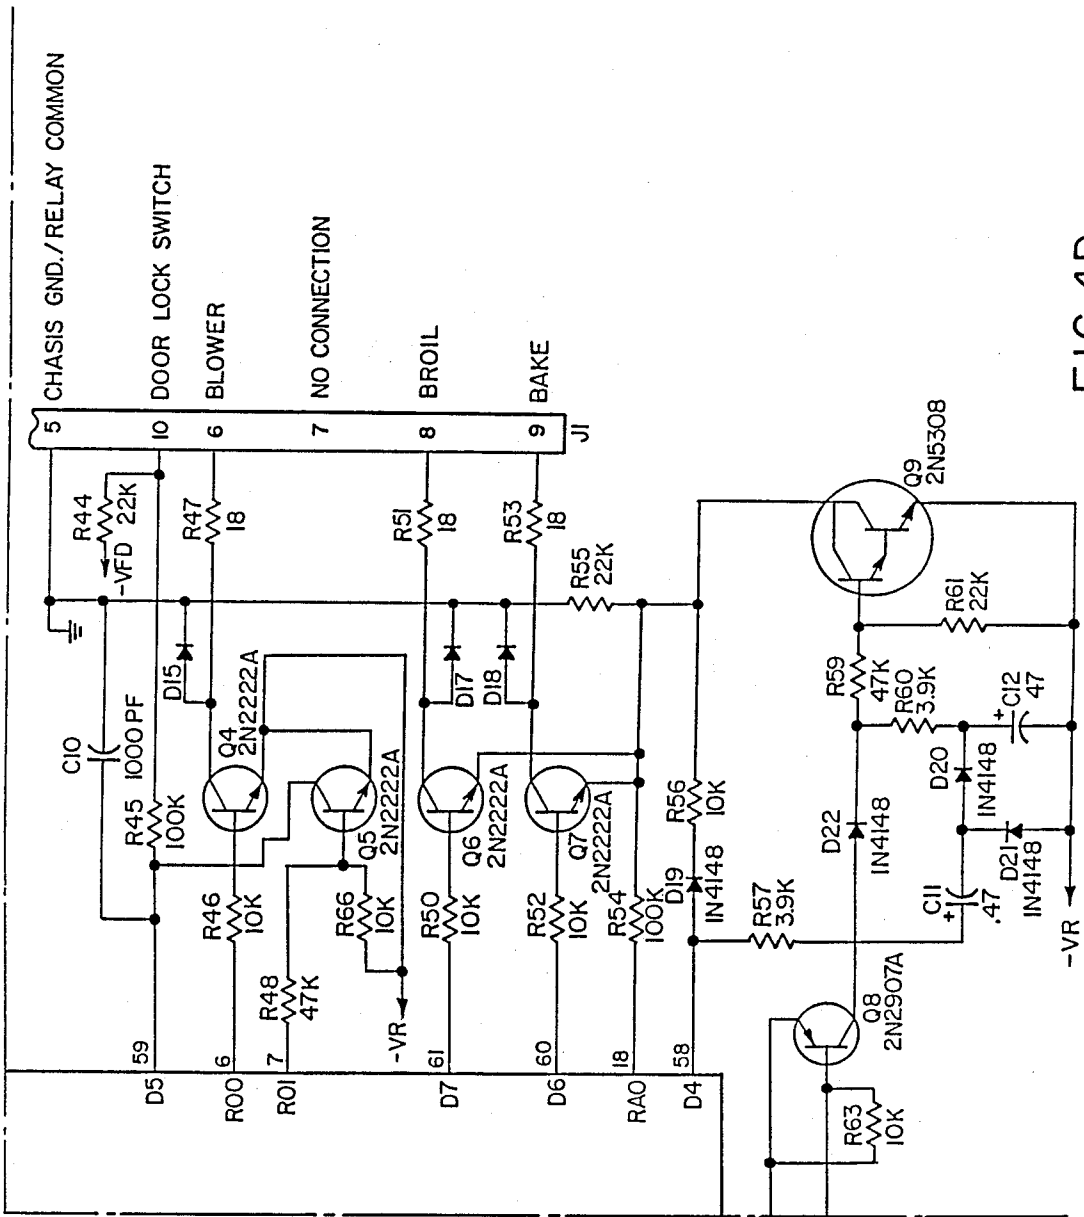 5 CHASIS GND./RELAY COMMON
10 DOOR LOCK SWITCH
6 BLOWER
7 NO CONNECTION
8 BROIL
9 BAKE
J1
R44
22K
-VFD
R47
18
R51
18
R53
18
R55
22K
C10
1000PF
D15
D17
D18
R45
100K
Q4
2N2222A
Q5
2N2222A
Q6
2N2222A
Q7
2N2222A
R46
10K
R66
10K
R48
47K
-VR
R50
10K
R52
10K
R54
100K
R56
10K
D19
1N4148
R57
3.9K
59
D5
6
R00
7
R01
61
D7
60
D6
18
RA0
58
D4
Q9
2N5308
R61
22K
R59
47K
R60
3.9K
+
C12
47
D20
1N4148
D22
1N4148
D21
1N4148
C11
+
.47
-VR
Q8
2N2907A
R63
10K